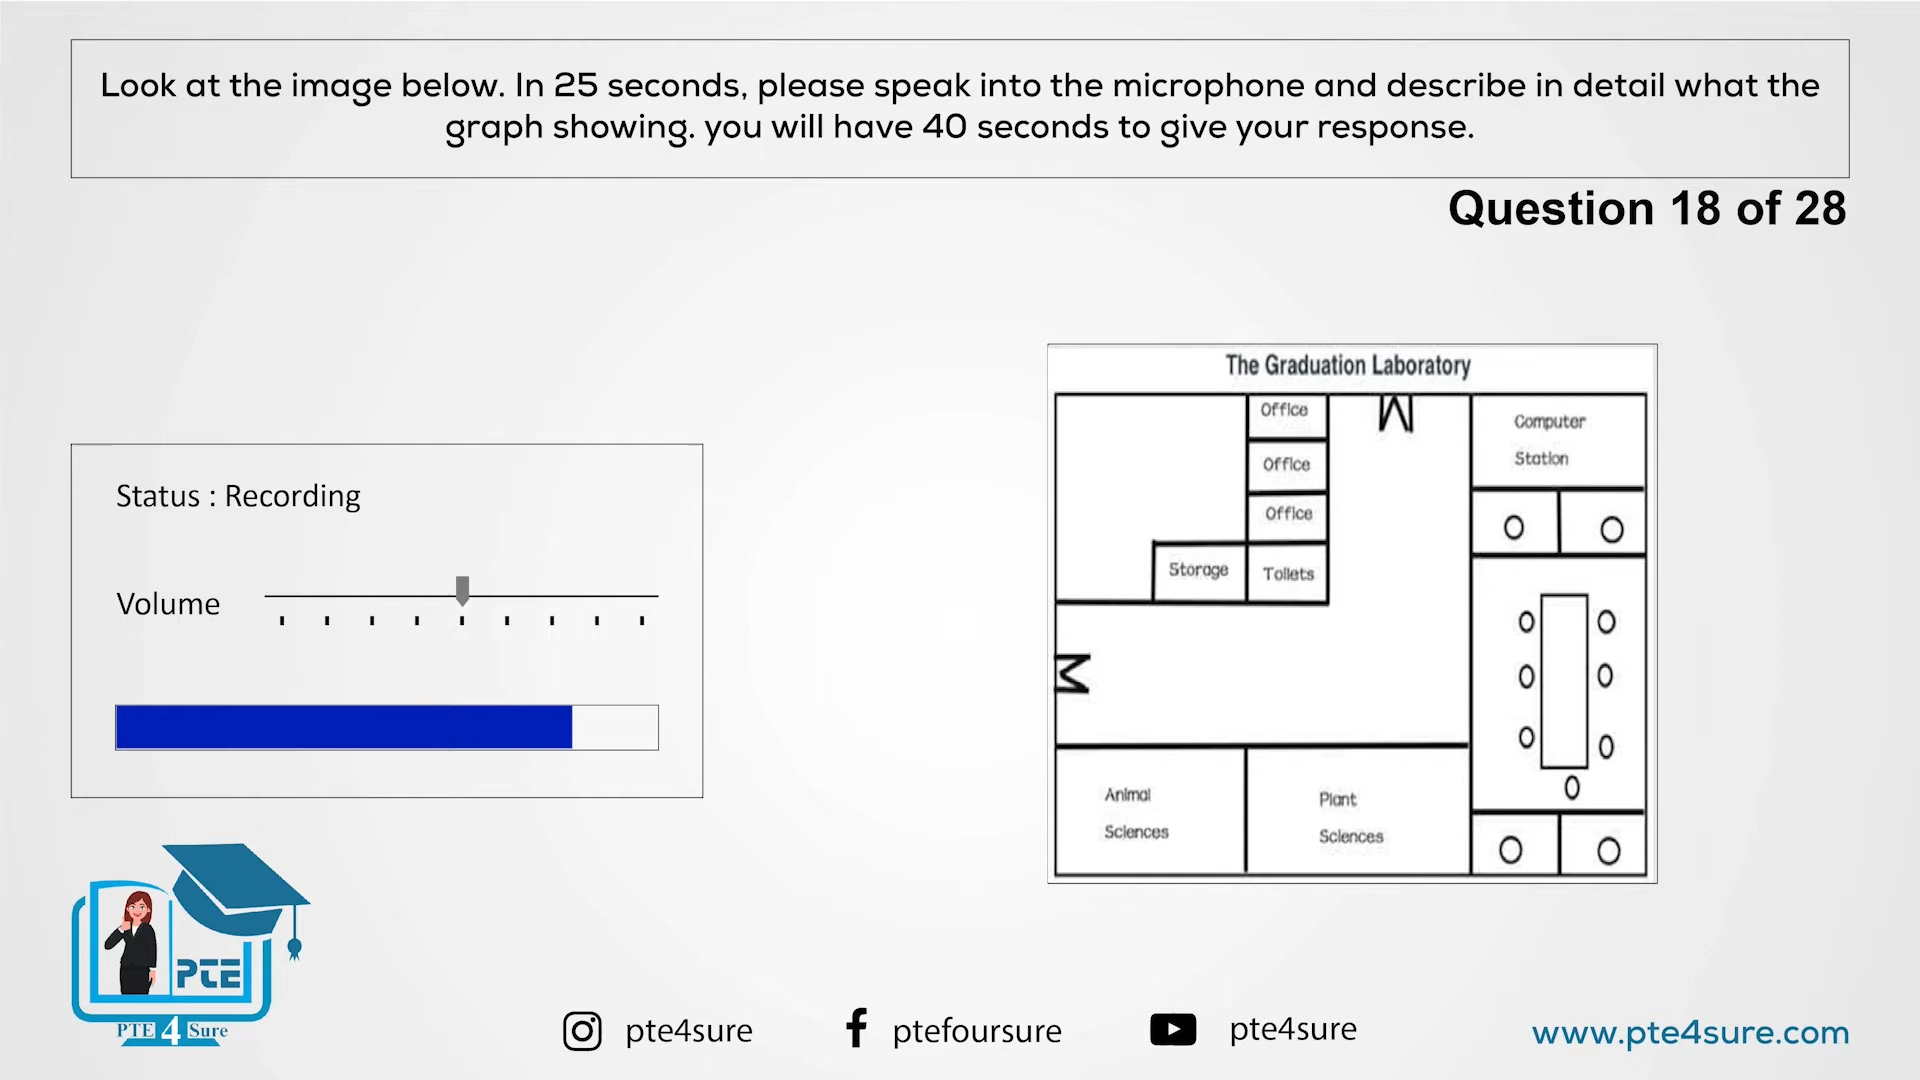 Look at the image below. In 25 seconds, please speak into the microphone and describe in detail what the
graph showing. you will have 40 seconds to give your response.
Question 18 of 28
Status : Recording
Volume
The Graduation Laboratory
Office
Office
Office
Storage
Toilets
Computer
Station
Animal
Sciences
Plant
Sciences
PTE
PTE 4 Sure
pte4sure
ptefoursure
pte4sure
www.pte4sure.com